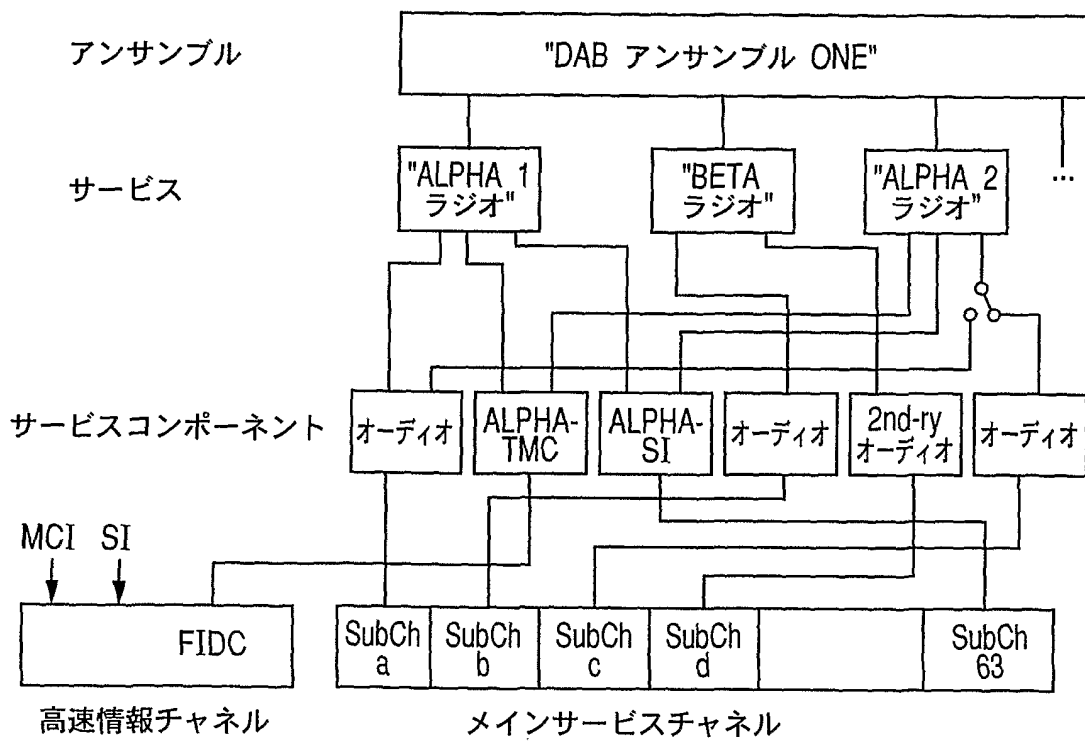 アンサンブル
"DAB アンサンブル ONE"
サービス
"ALPHA 1
ラジオ"
"BETA
ラジオ"
"ALPHA 2
ラジオ"
...
サービスコンポーネント
オーディオ
ALPHA-
TMC
ALPHA-
SI
オーディオ
2nd-ry
オーディオ
オーディオ
MCI SI
FIDC
SubCh
a
SubCh
b
SubCh
c
SubCh
d
SubCh
63
高速情報チャネル
メインサービスチャネル